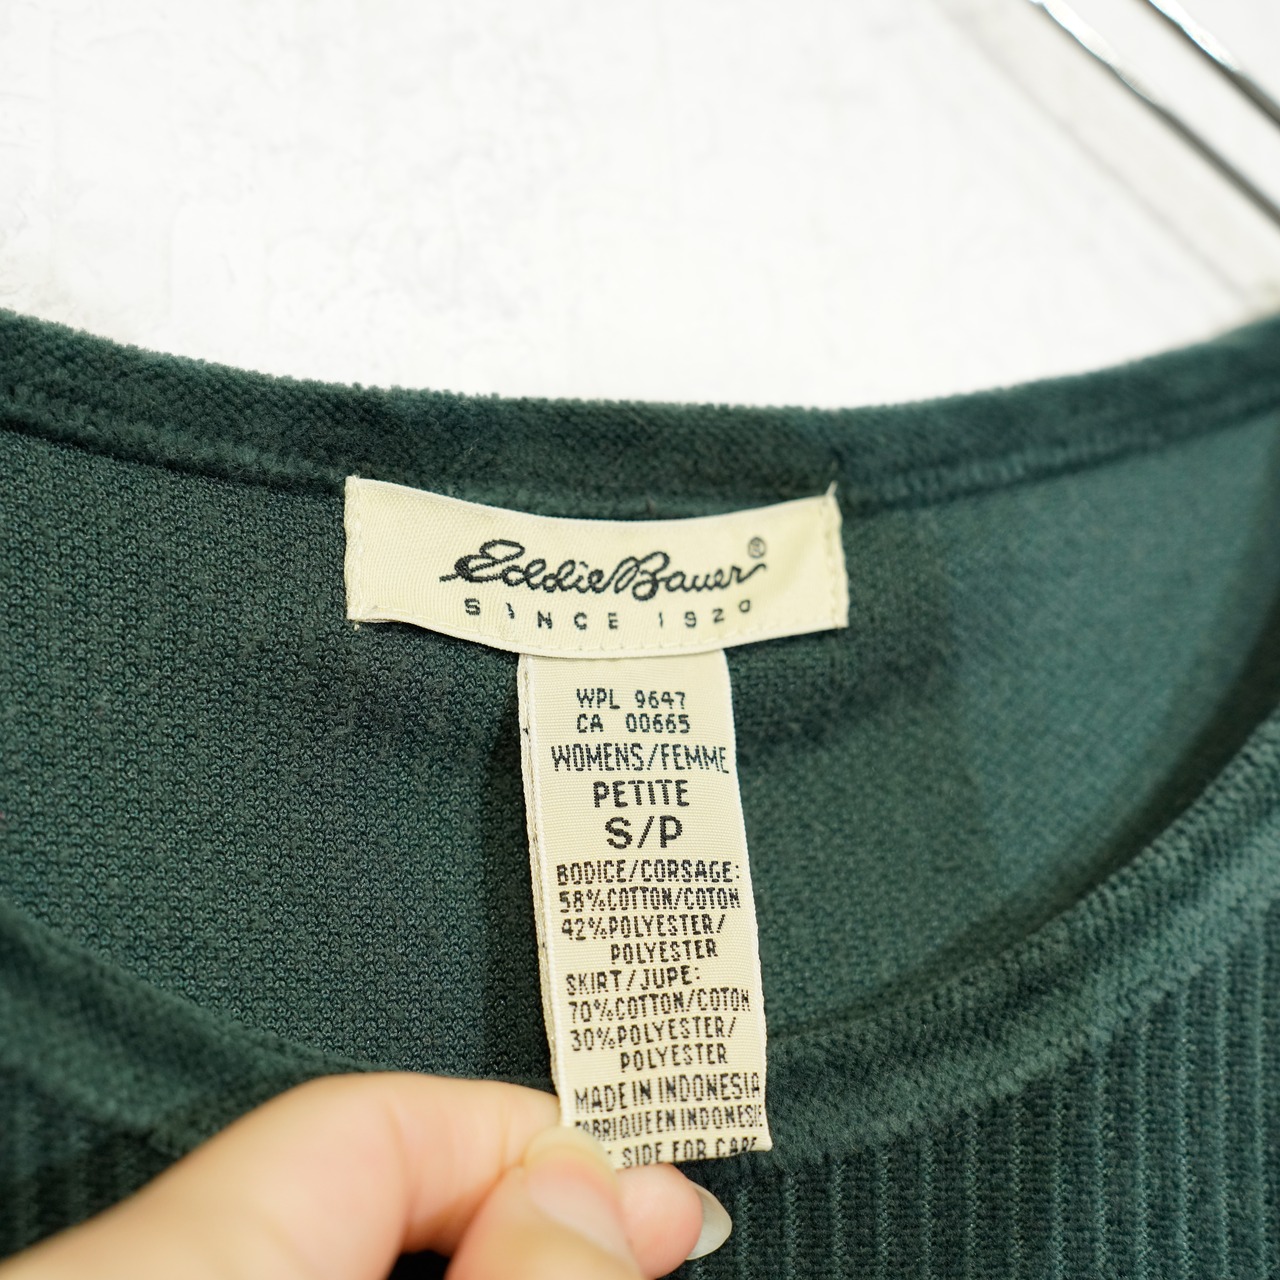 Eddie Bauer®
SINCE 1920
WPL 9647
CA 00665
WOMENS/FEMME
PETITE
S/P
BODICE/CORSAGE:
58%COTTON/COTON
42%POLYESTER/
POLYESTER
SKIRT/JUPE:
70%COTTON/COTON
30%POLYESTER/
POLYESTER
MADE IN INDONESIA
FABRIQUE EN INDONESIE
SIDE FOR CARE